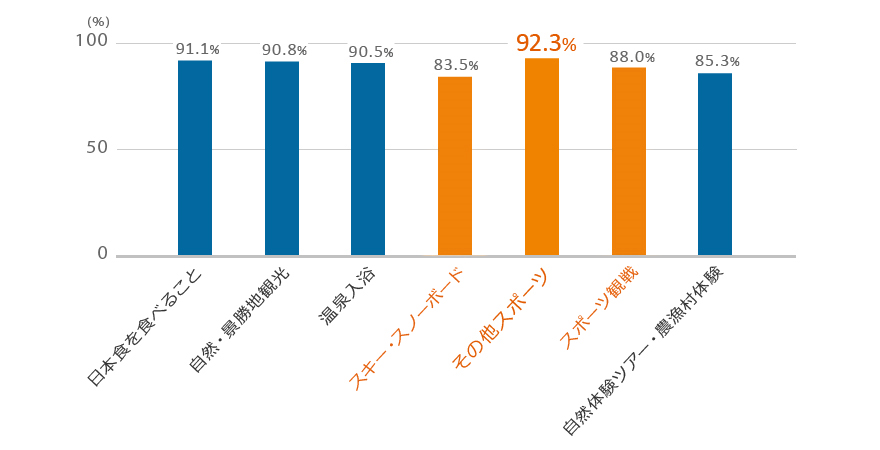 (%)
100
50
0
91.1%
90.8%
90.5%
83.5%
92.3%
88.0%
85.3%
日本食を食べること
自然・景勝地観光
温泉入浴
スキー・スノーボード
その他スポーツ
スポーツ観戦
自然体験ツアー・農漁村体験